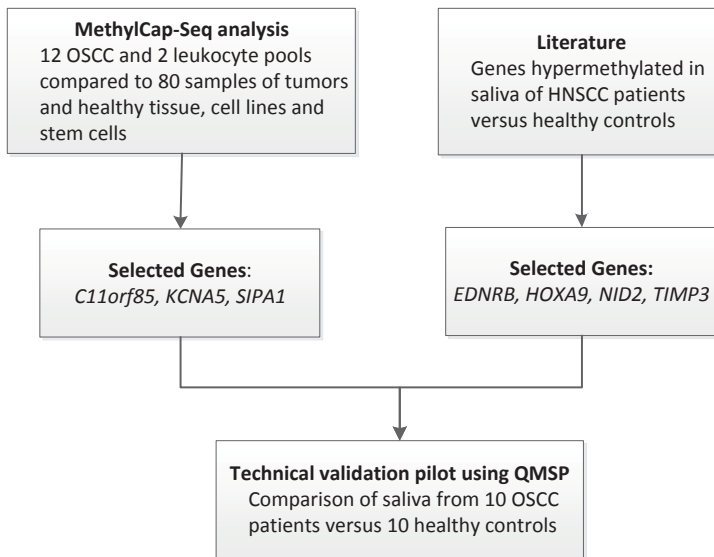 MethylCap-Seq analysis
12 OSCC and 2 leukocyte pools
compared to 80 samples of tumors
and healthy tissue, cell lines and
stem cells
Literature
Genes hypermethylated in
saliva of HNSCC patients
versus healthy controls
Selected Genes:
C11orf85, KCNA5, SIPA1
Selected Genes:
EDNRB, HOXA9, NID2, TIMP3
Technical validation pilot using QMSP
Comparison of saliva from 10 OSCC
patients versus 10 healthy controls